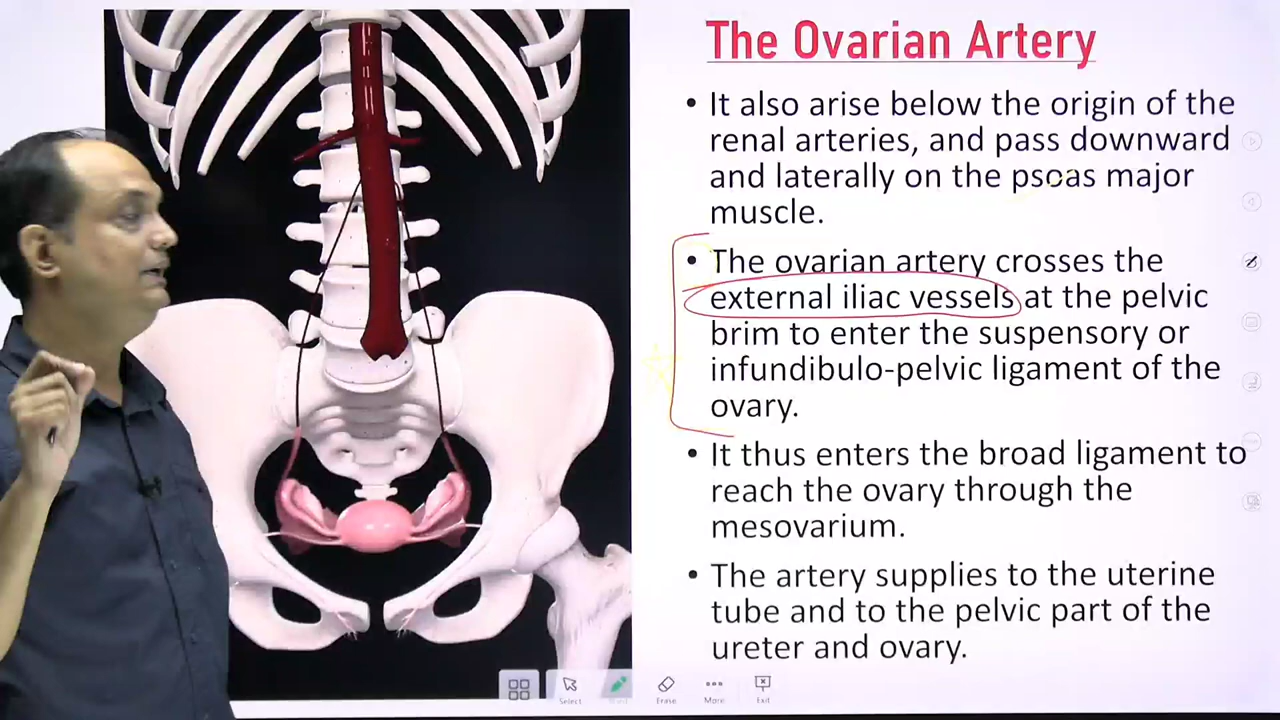 The Ovarian Artery
• It also arise below the origin of the
renal arteries, and pass downward
and laterally on the psoas major
muscle.
• The ovarian artery crosses the
external iliac vessels at the pelvic
brim to enter the suspensory or
infundibulo-pelvic ligament of the
ovary.
• It thus enters the broad ligament to
reach the ovary through the
mesovarium.
• The artery supplies to the uterine
tube and to the pelvic part of the
ureter and ovary.
Select
Erase
More
Exit